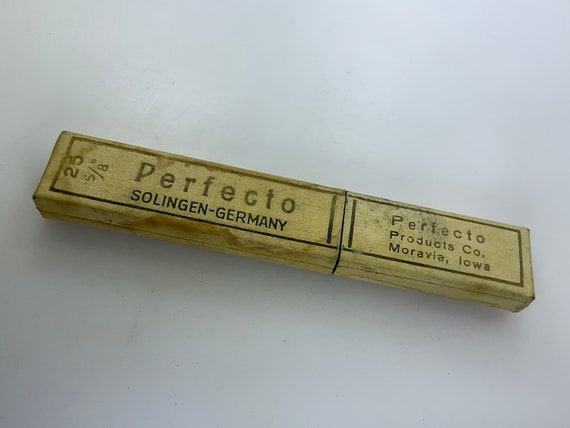 25
5/8"
Perfecto
SOLINGEN-GERMANY
Perfecto
Products Co.
Moravia, Iowa